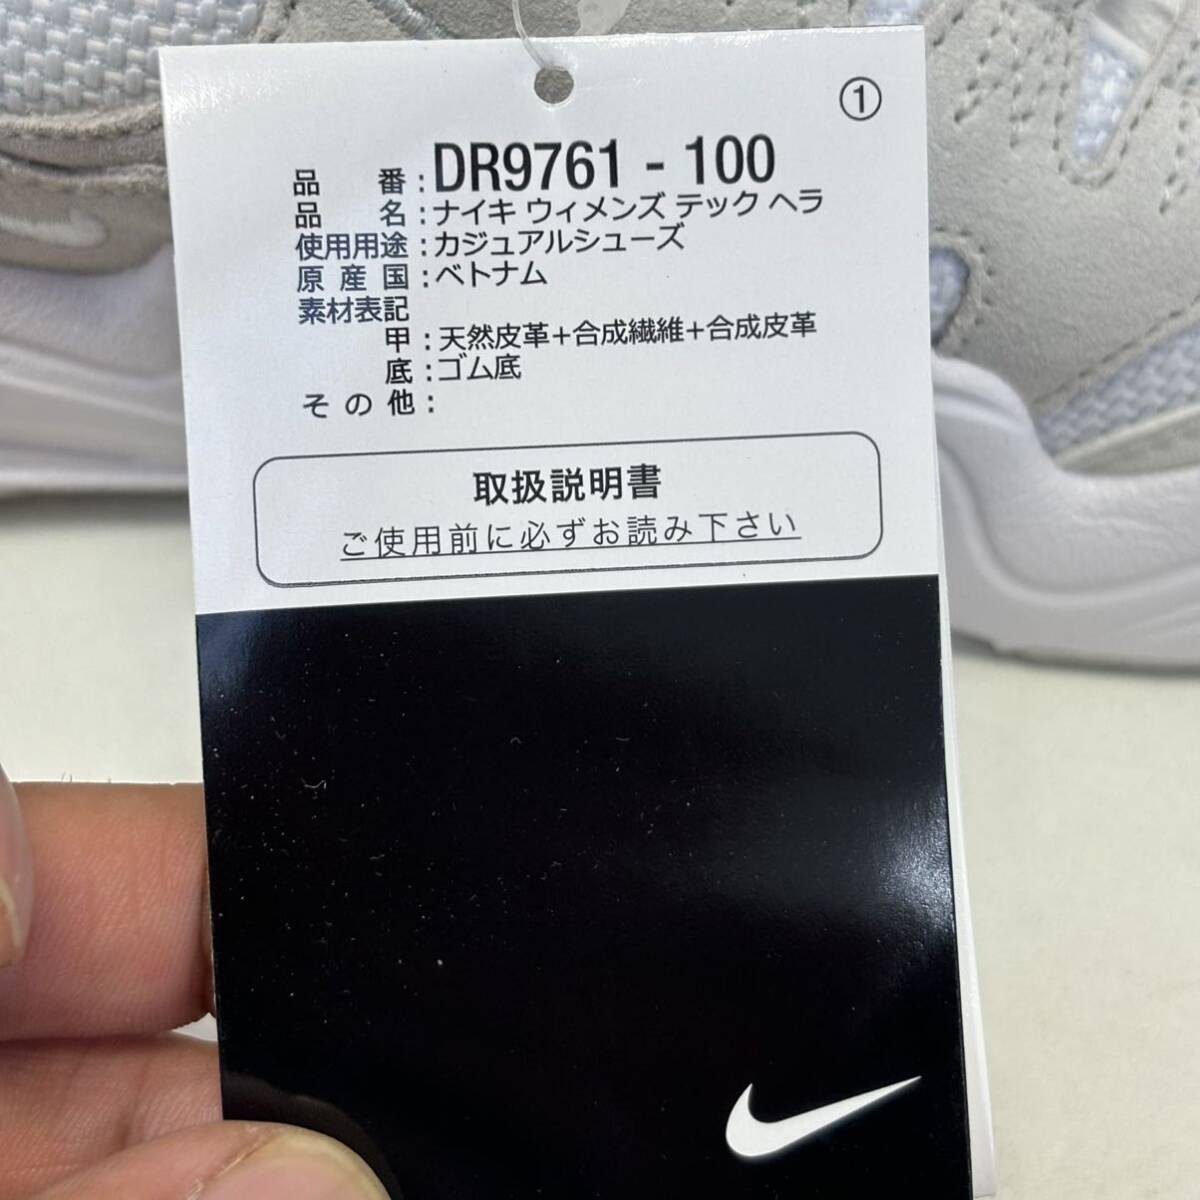 ①
品番：DR9761 - 100
品名：ナイキ ウィメンズ テック ヘラ
使用用途：カジュアルシューズ
原産国：ベトナム
素材表記
甲：天然皮革＋合成繊維＋合成皮革
底：ゴム底
その他：
取扱説明書
ご使用前に必ずお読み下さい